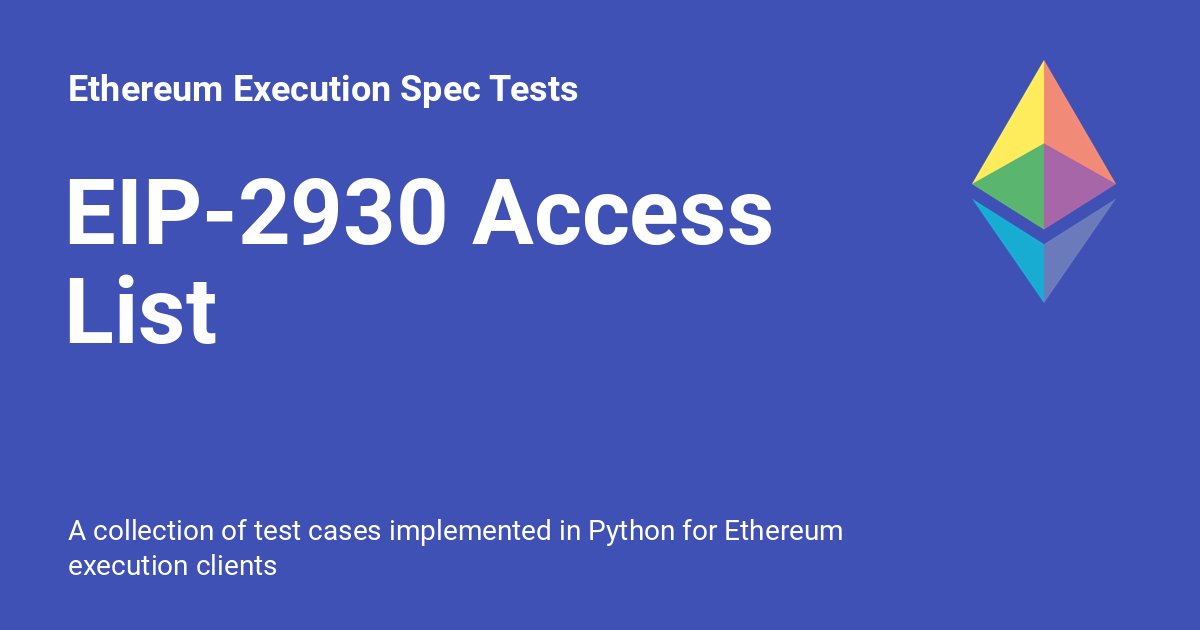 Ethereum Execution Spec Tests
EIP-2930 Access
List
A collection of test cases implemented in Python for Ethereum
execution clients